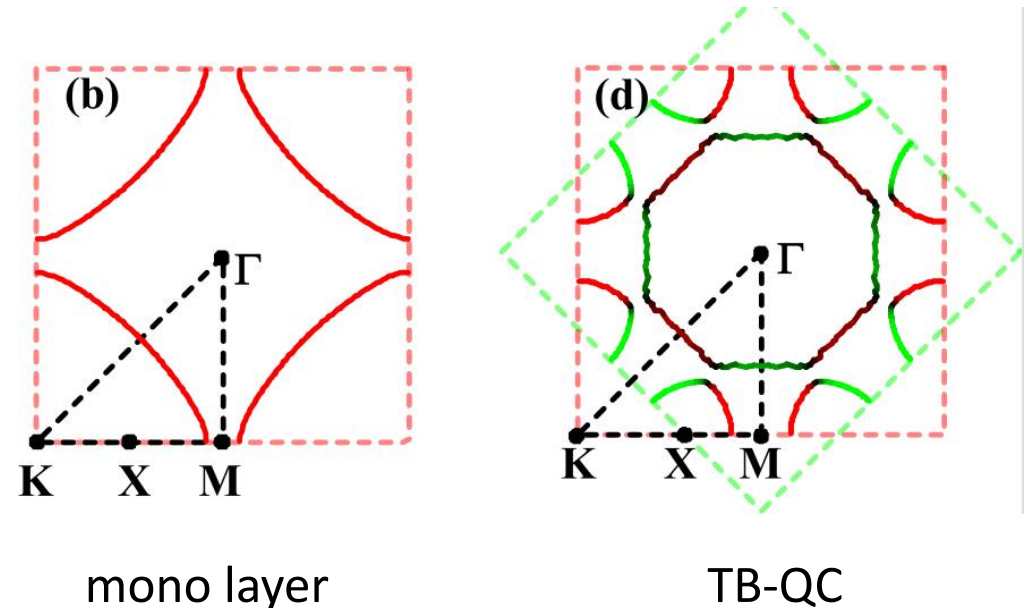 (b)
Γ
K X M
mono layer
(d)
Γ
K X M
TB-QC